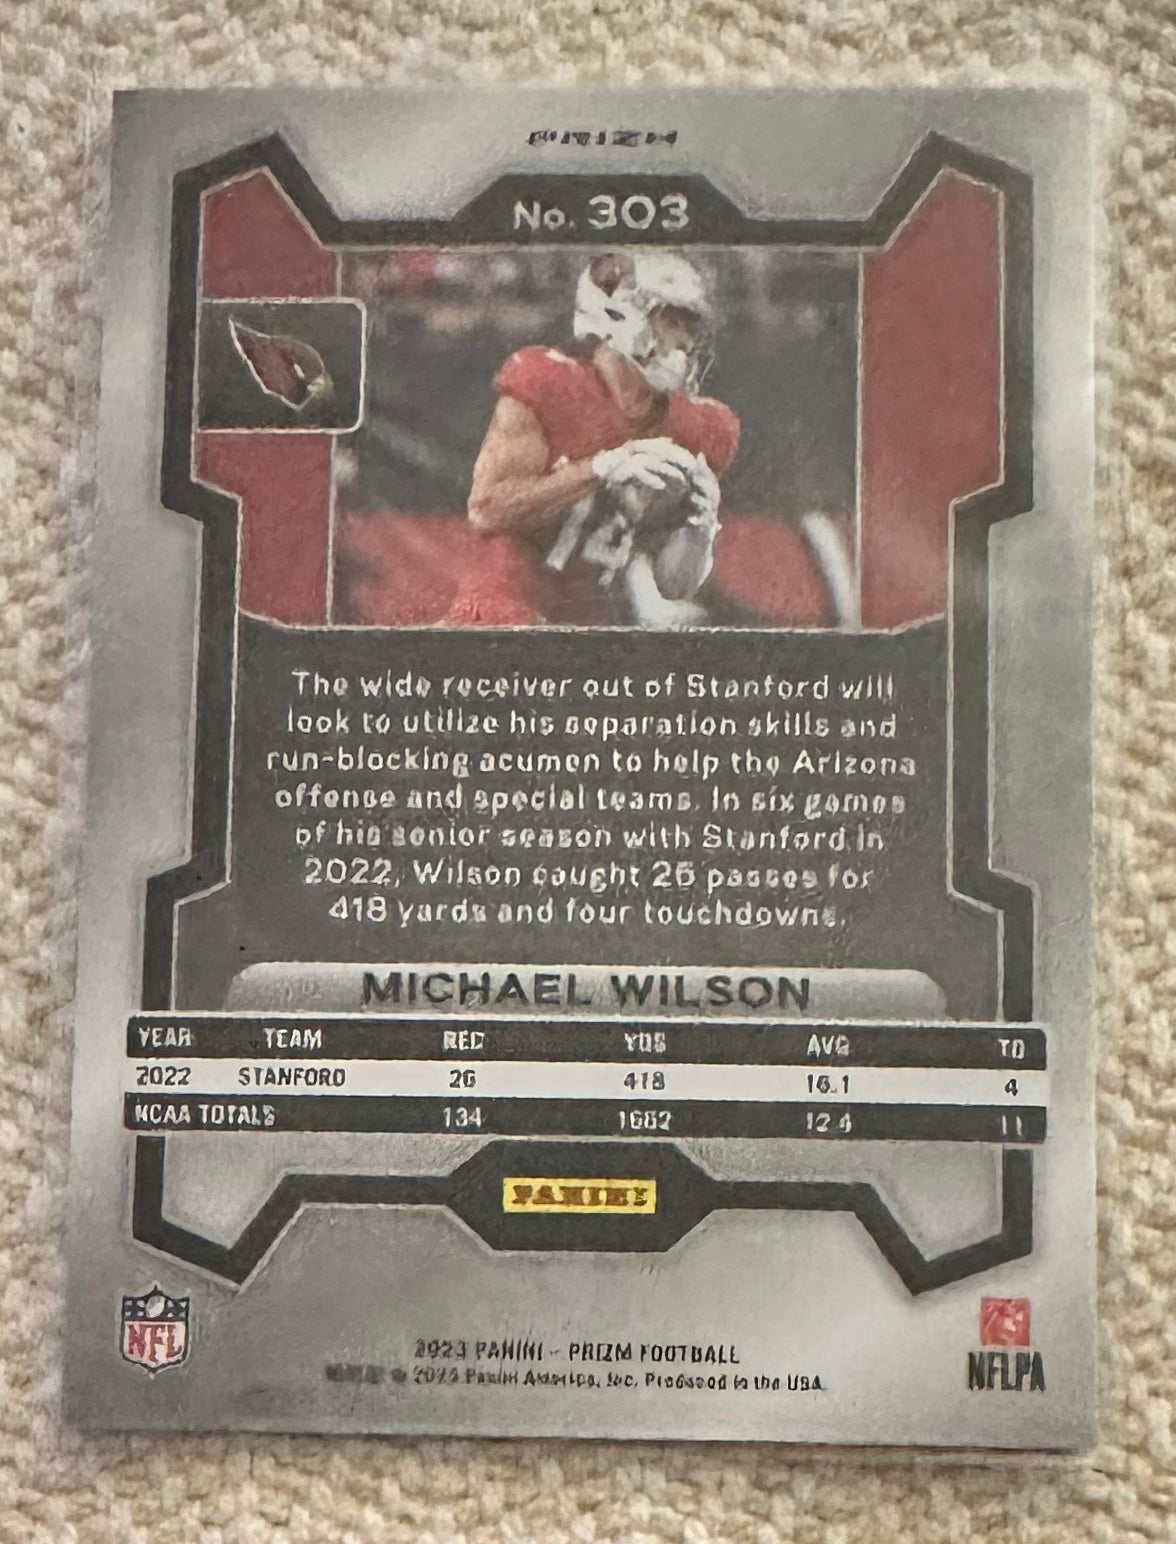 PRIZM
No. 303
The wide receiver out of Stanford will
look to utilize his separation skills and
run-blocking acumen to help the Arizona
offense and special teams. In six games
of his senior season with Stanford in
2022, Wilson caught 26 passes for
418 yards and four touchdowns.
MICHAEL WILSON
YEAR TEAM REC YDS AVG TD
2022 STANFORD 26 418 16.1 4
NCAA TOTALS 134 1682 12.6 11
PANINI
NFL
2023 PANINI - PRIZM FOOTBALL
© 2023 Panini America, Inc. Produced in the USA.
NFLPA